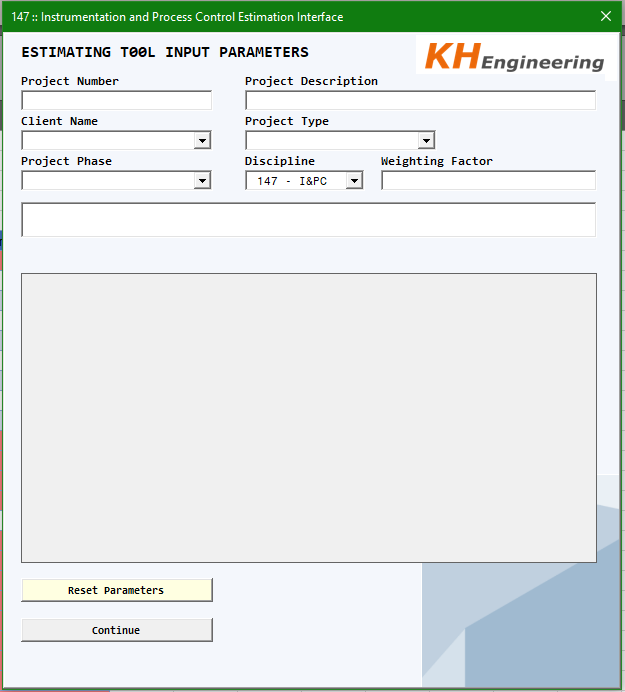 147 :: Instrumentation and Process Control Estimation Interface
ESTIMATING T00L INPUT PARAMETERS
KH Engineering
Project Number
Project Description
Client Name
Project Type
Project Phase
Discipline
Weighting Factor
147 - I&PC
Reset Parameters
Continue